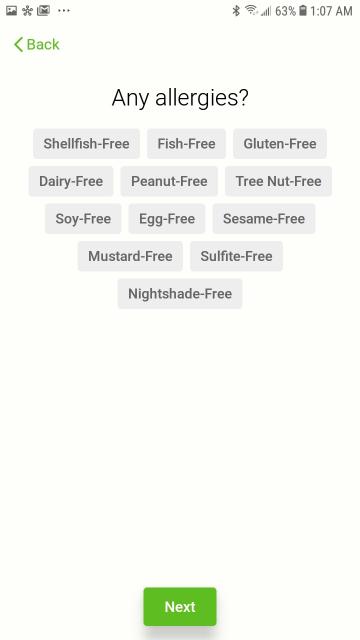 63% 1:07 AM
Back
Any allergies?
Shellfish-Free Fish-Free Gluten-Free
Dairy-Free Peanut-Free Tree Nut-Free
Soy-Free Egg-Free Sesame-Free
Mustard-Free Sulfite-Free
Nightshade-Free
Next